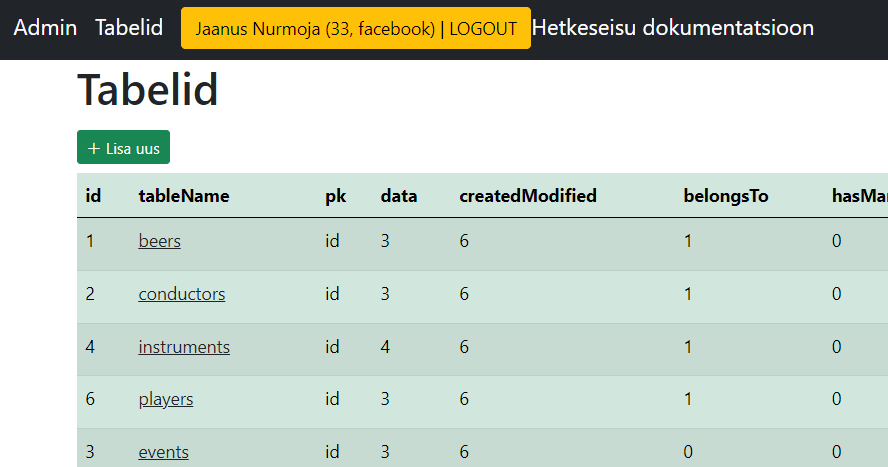 Admin Tabelid Jaanus Nurmoja (33, facebook) | LOGOUT Hetkeseisu dokumentatsioon
Tabelid
+ Lisa uus
id tableName pk data createdModified belongsTo
1 beers id 3 6 1 0
2 conductors id 3 6 1 0
4 instruments id 4 6 1 0
6 players id 3 6 1 0
3 events id 3 6 0 0